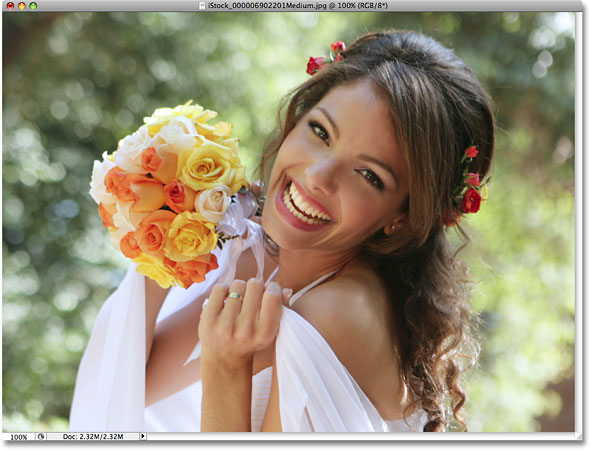 iStock_000006902201Medium.jpg @ 100% (RGB/8*)
100% Doc: 2.32M/2.32M